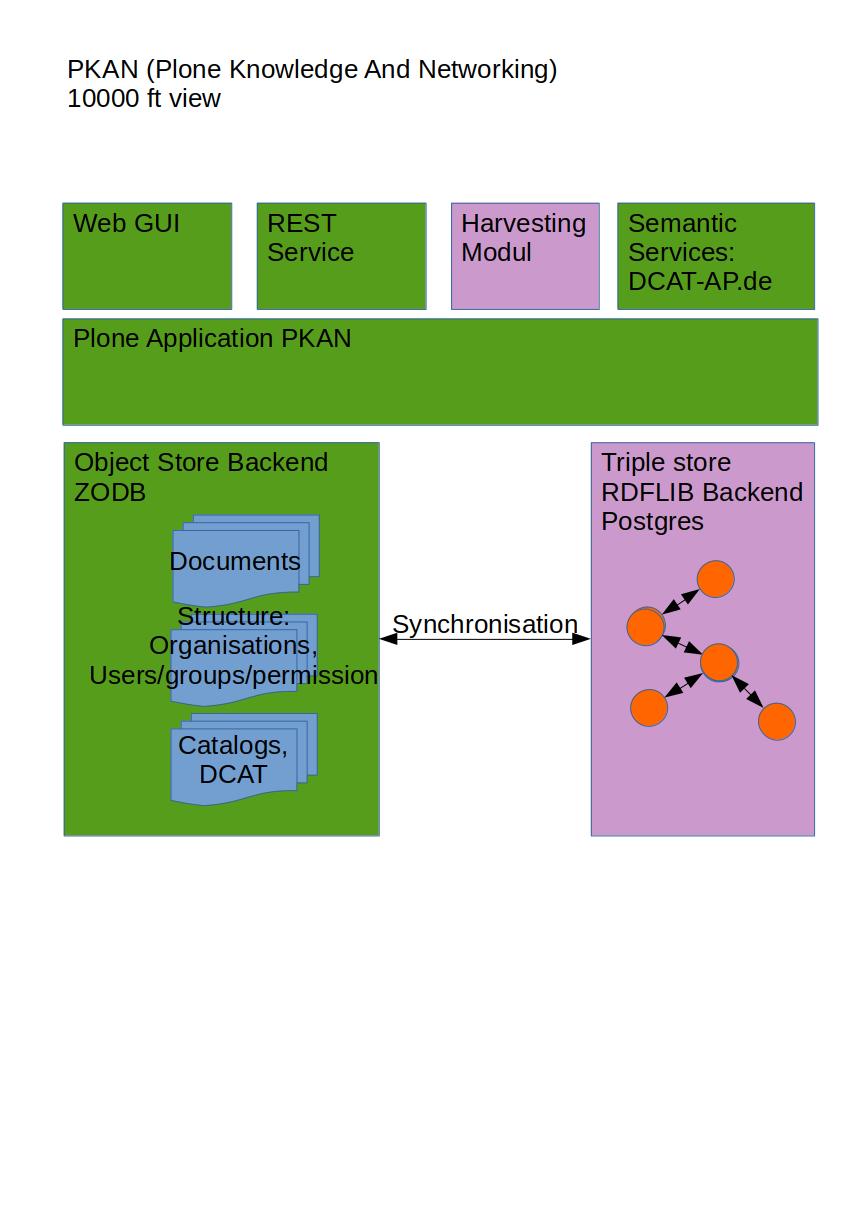 PKAN (Plone Knowledge And Networking)
10000 ft view
Web GUI
REST
Service
Harvesting
Modul
Semantic
Services:
DCAT-AP.de
Plone Application PKAN
Object Store Backend
ZODB
Documents
Structure:
Organisations,
Users/groups/permission
Catalogs,
DCAT
Synchronisation
Triple store
RDFLIB Backend
Postgres